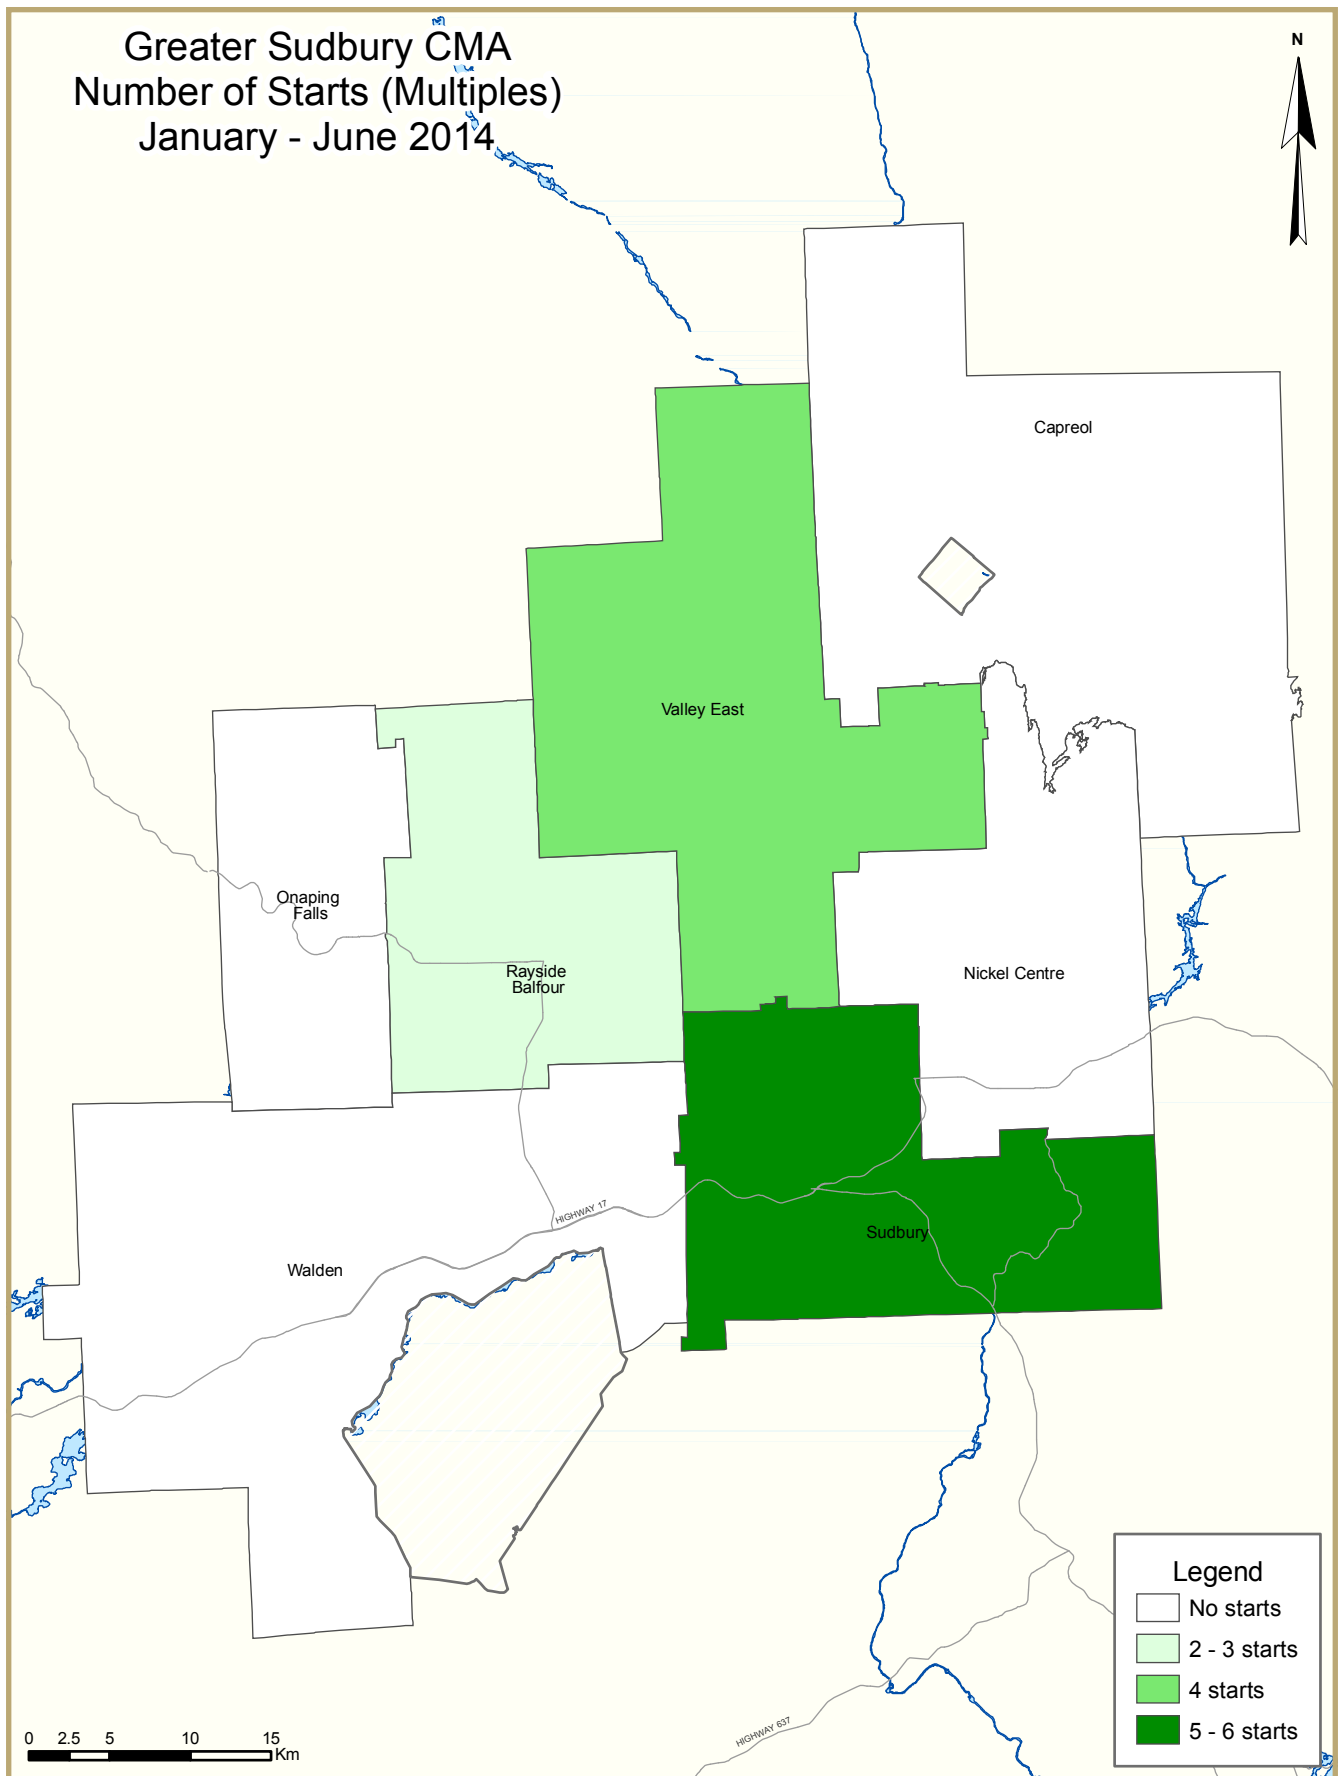 Greater Sudbury CMA
Number of Starts (Multiples)
January - June 2014
N
Capreol
Valley East
Onaping
Falls
Rayside
Balfour
Nickel Centre
HIGHWAY 17
Sudbury
Walden
Legend
No starts
2 - 3 starts
4 starts
5 - 6 starts
HIGHWAY 637
0 2.5 5 10 15
Km